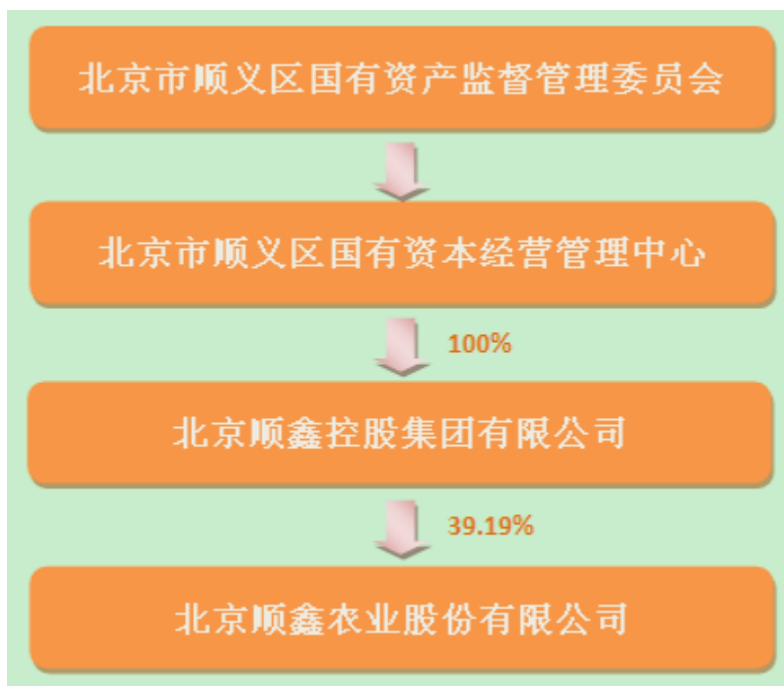 北京市顺义区国有资产监督管理委员会
北京市顺义区国有资本经营管理中心
100%
北京顺鑫控股集团有限公司
39.19%
北京顺鑫农业股份有限公司